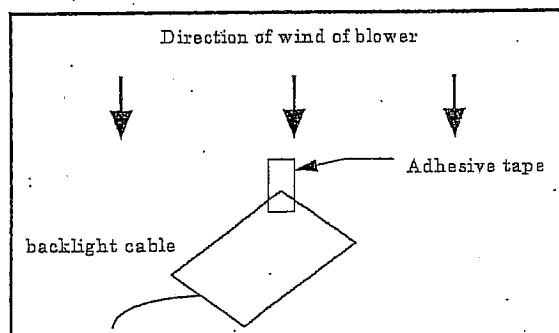 Direction of wind of blower
Adhesive tape
backlight cable